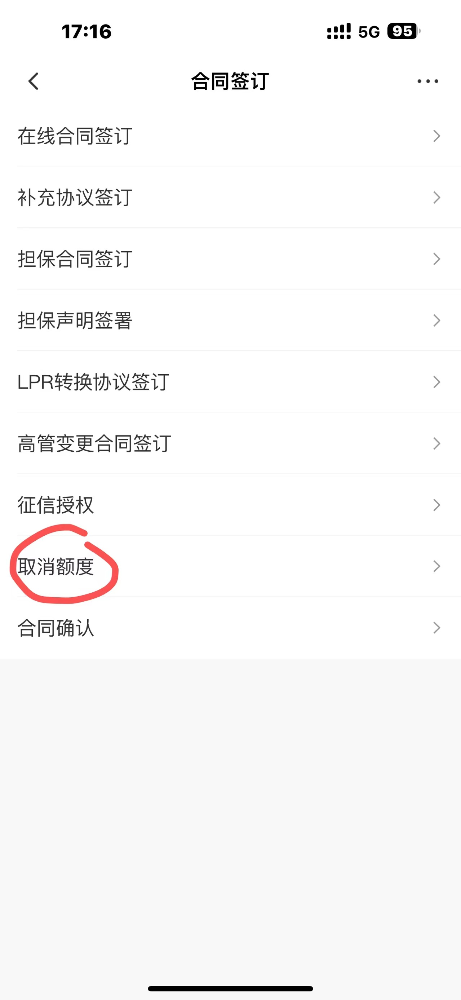 17:16 5G 95
合同签订
在线合同签订
补充协议签订
担保合同签订
担保声明签署
LPR转换协议签订
高管变更合同签订
征信授权
取消额度
合同确认